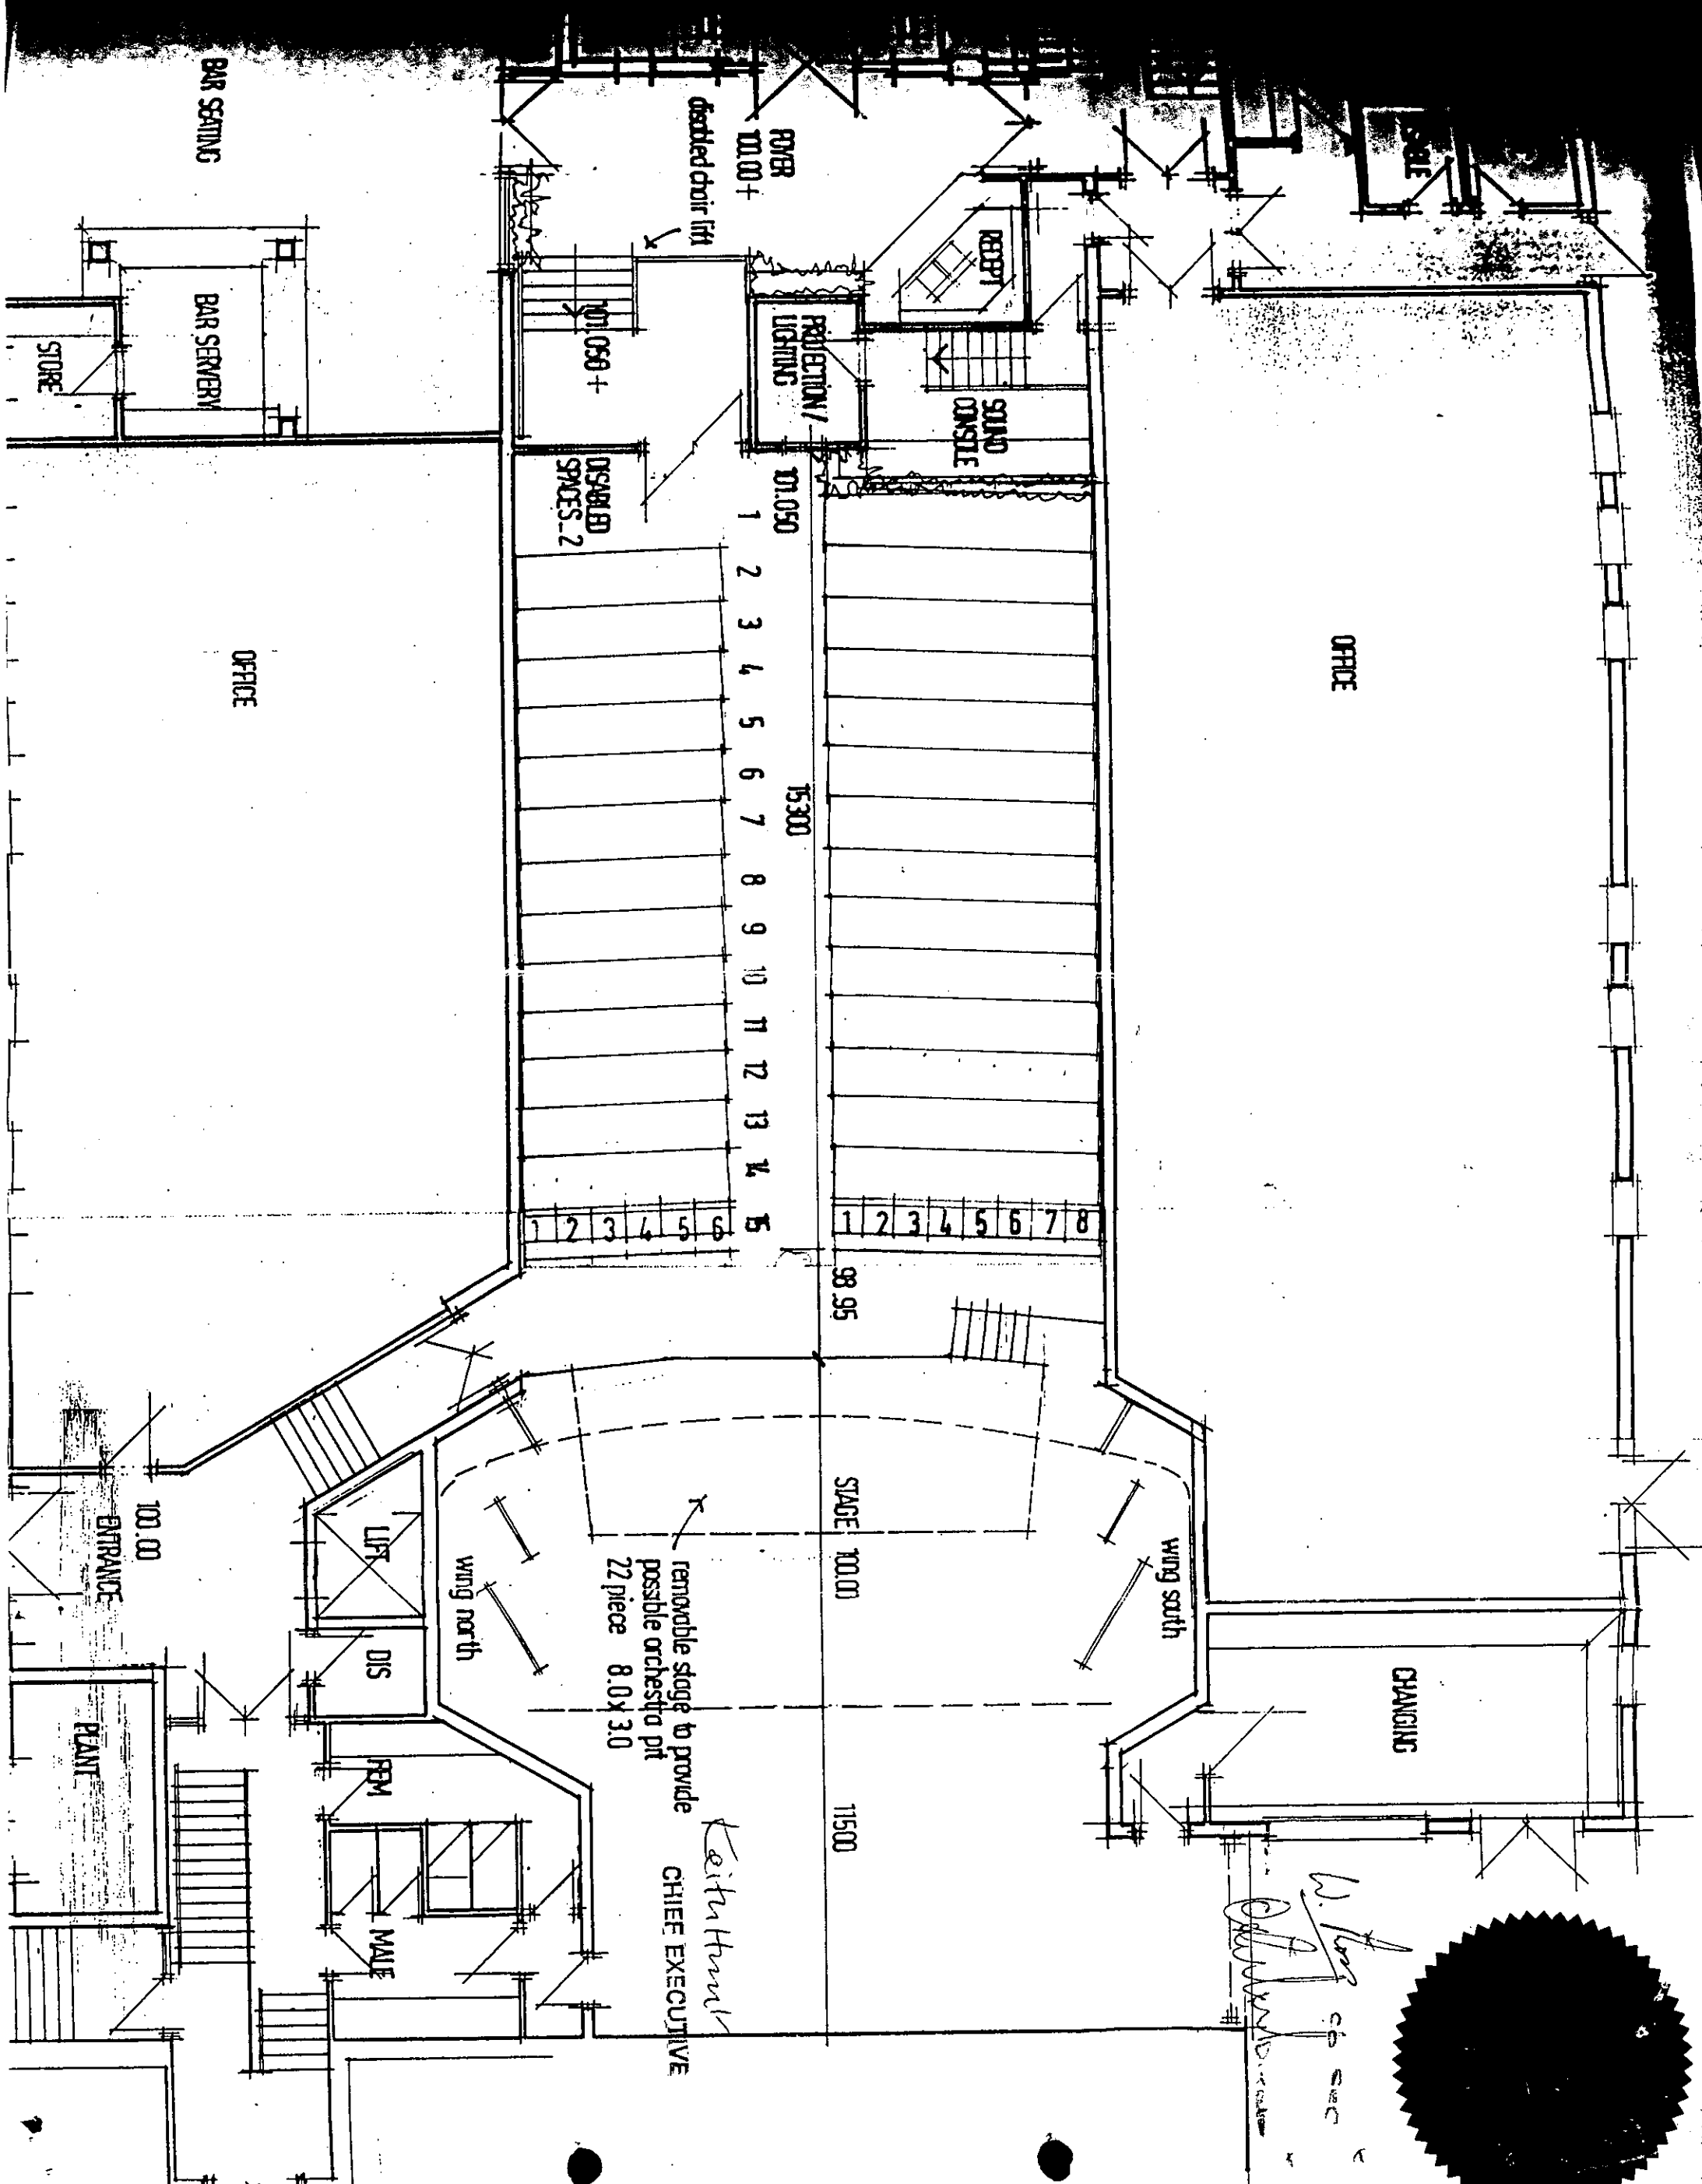 BAR SEATING
FOYER
100.00 +
disabled chair lift
RECEPT
BAR SERVERY
STORE
101.050 +
PROJECTION /
LIGHTING
SOUND
CONSOLE
DISABLED
SPACES _ 2
101.050
OFFICE
OFFICE
1
2
3
4
5
6
7
8
9
10
11
12
13
14
15
15300
1 2 3 4 5 6
1 2 3 4 5 6 7 8
98.95
STAGE 100.00
removable stage to provide
possible orchestra pit
22 piece 8.0 x 3.0
wing north
wing south
100.00
ENTRANCE
LIFT
DIS
PLANT
FEM
MALE
CHANGING
11500
CHIEF EXECUTIVE